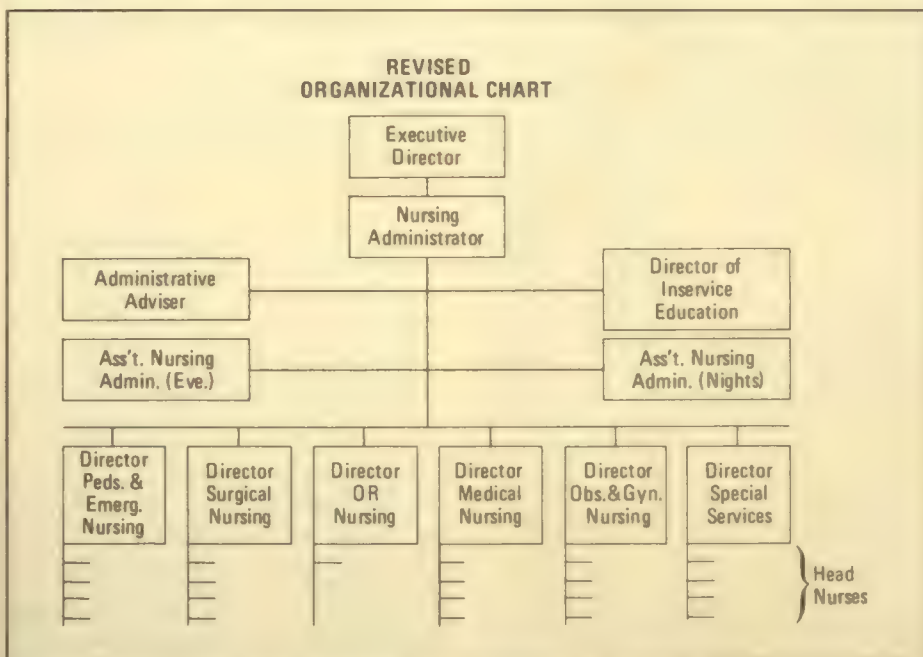 REVISED
ORGANIZATIONAL CHART
Executive
Director
Nursing
Administrator
Administrative
Adviser
Director of
Inservice
Education
Ass't. Nursing
Admin. (Eve.)
Ass't. Nursing
Admin. (Nights)
Director
Peds. &
Emerg.
Nursing
Director
Surgical
Nursing
Director
OR
Nursing
Director
Medical
Nursing
Director
Obs.& Gyn.
Nursing
Director
Special
Services
Head
Nurses